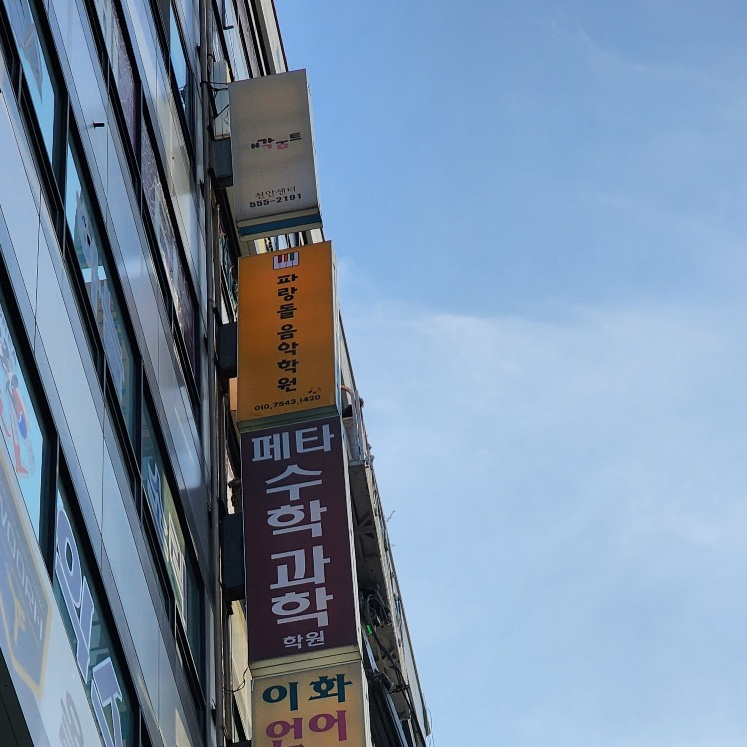 천안센터
555-2191
파랑돌음악학원
010.7543.1420
페타
수학과학
학원
이화
언어